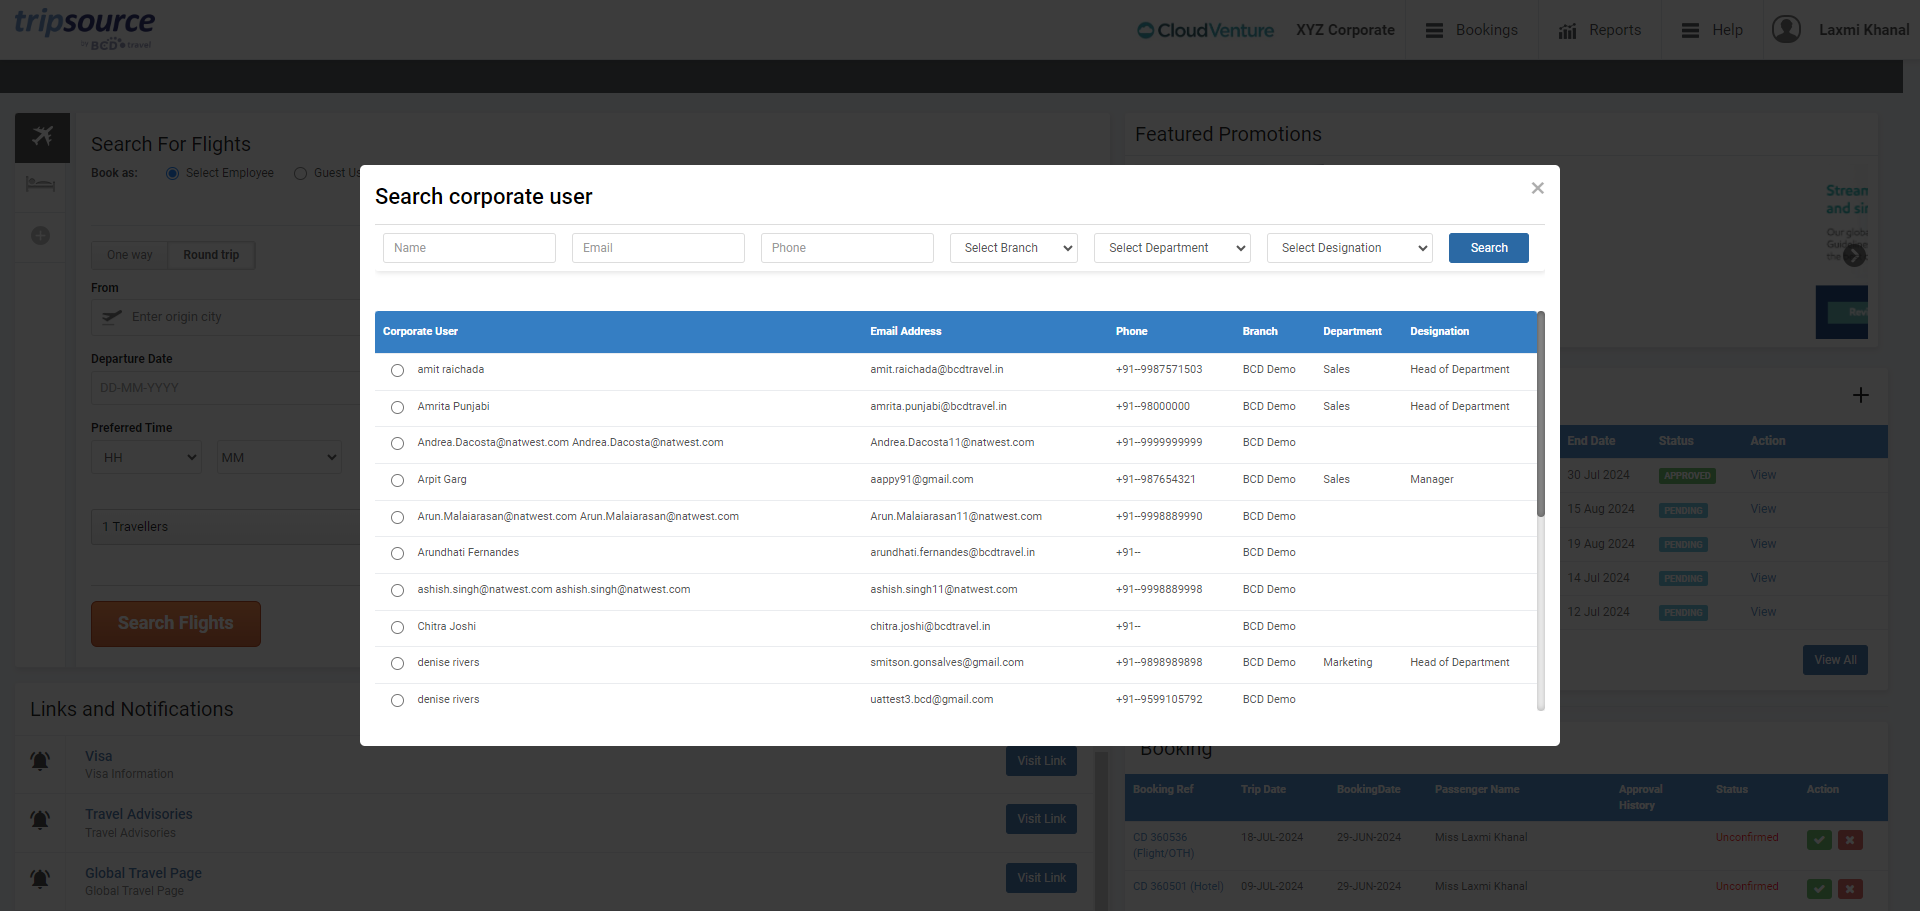 tripsource
by BCD travel
CloudVenture
XYZ Corporate
Bookings
Reports
Help
Laxmi Khanal
Search For Flights
Book as:
Select Employee
Guest
One way
Round trip
From
Enter origin city
Departure Date
DD-MM-YYYY
Preferred Time
HH
MM
1 Travellers
Search Flights
Featured Promotions
Search corporate user
×
Name
Email
Phone
Select Branch
Select Department
Select Designation
Search
Corporate User Email Address Phone Branch Department Designation
amit raichada amit.raichada@bcdtravel.in +91--9987571503 BCD Demo Sales Head of Department
Amrita Punjabi amrita.punjabi@bcdtravel.in +91--98000000 BCD Demo Sales Head of Department
Andrea.Dacosta@natwest.com Andrea.Dacosta@natwest.com Andrea.Dacosta11@natwest.com +91--9999999999 BCD Demo
Arpit Garg aappy91@gmail.com +91--987654321 BCD Demo Sales Manager
Arun.Malaiarasan@natwest.com Arun.Malaiarasan@natwest.com Arun.Malaiarasan11@natwest.com +91--9998889990 BCD Demo
Arundhati Fernandes arundhati.fernandes@bcdtravel.in +91-- BCD Demo
ashish.singh@natwest.com ashish.singh@natwest.com ashish.singh11@natwest.com +91--9998889998 BCD Demo
Chitra Joshi chitra.joshi@bcdtravel.in +91-- BCD Demo
denise rivers smitson.gonsalves@gmail.com +91--9898989898 BCD Demo Marketing Head of Department
denise rivers uattest3.bcd@gmail.com +91--9599105792 BCD Demo
and
Our
the
End Date Status Action
30 Jul 2024 APPROVED View
15 Aug 2024 PENDING View
19 Aug 2024 PENDING View
14 Jul 2024 PENDING View
12 Jul 2024 PENDING View
View All
Links and Notifications
Visa
Visa Information
Visit Link
Travel Advisories
Travel Advisories
Visit Link
Global Travel Page
Global Travel Page
Visit Link
Booking
Booking Ref Trip Date BookingDate Passenger Name Approval History Status Action
CD 360536 (Flight/OTH) 18-JUL-2024 29-JUN-2024 Miss Laxmi Khanal Unconfirmed
CD 360501 (Hotel) 09-JUL-2024 29-JUN-2024 Miss Laxmi Khanal Unconfirmed